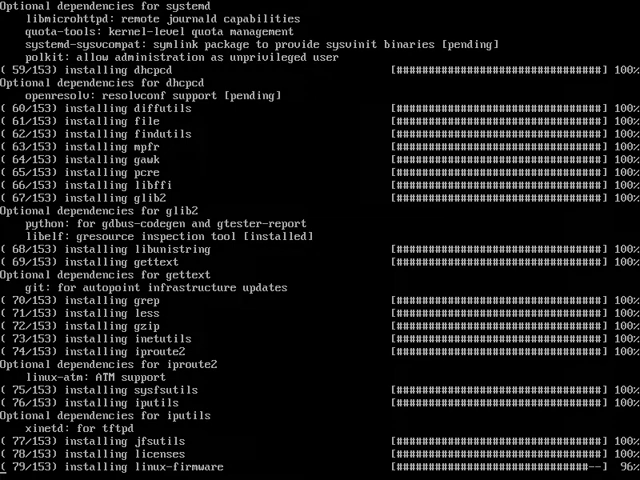 Optional dependencies for systemd
    libmicrohttpd: remote journald capabilities
    quota-tools: kernel-level quota management
    systemd-sysvcompat: symlink package to provide sysvinit binaries [pending]
    polkit: allow administration as unprivileged user
( 59/153) installing dhcpcd [################################] 100%
Optional dependencies for dhcpcd
    openresolv: resolvconf support [pending]
( 60/153) installing diffutils [################################] 100%
( 61/153) installing file [################################] 100%
( 62/153) installing findutils [################################] 100%
( 63/153) installing mpfr [################################] 100%
( 64/153) installing gawk [################################] 100%
( 65/153) installing pcre [################################] 100%
( 66/153) installing libffi [################################] 100%
( 67/153) installing glib2 [################################] 100%
Optional dependencies for glib2
    python: for gdbus-codegen and gtester-report
    libelf: gresource inspection tool [installed]
( 68/153) installing libunistring [################################] 100%
( 69/153) installing gettext [################################] 100%
Optional dependencies for gettext
    git: for autopoint infrastructure updates
( 70/153) installing grep [################################] 100%
( 71/153) installing less [################################] 100%
( 72/153) installing gzip [################################] 100%
( 73/153) installing inetutils [################################] 100%
( 74/153) installing iproute2 [################################] 100%
Optional dependencies for iproute2
    linux-atm: ATM support
( 75/153) installing sysfsutils [################################] 100%
( 76/153) installing iputils [################################] 100%
Optional dependencies for iputils
    xinetd: for tftpd
( 77/153) installing jfsutils [################################] 100%
( 78/153) installing licenses [################################] 100%
( 79/153) installing linux-firmware [##############################--] 96%